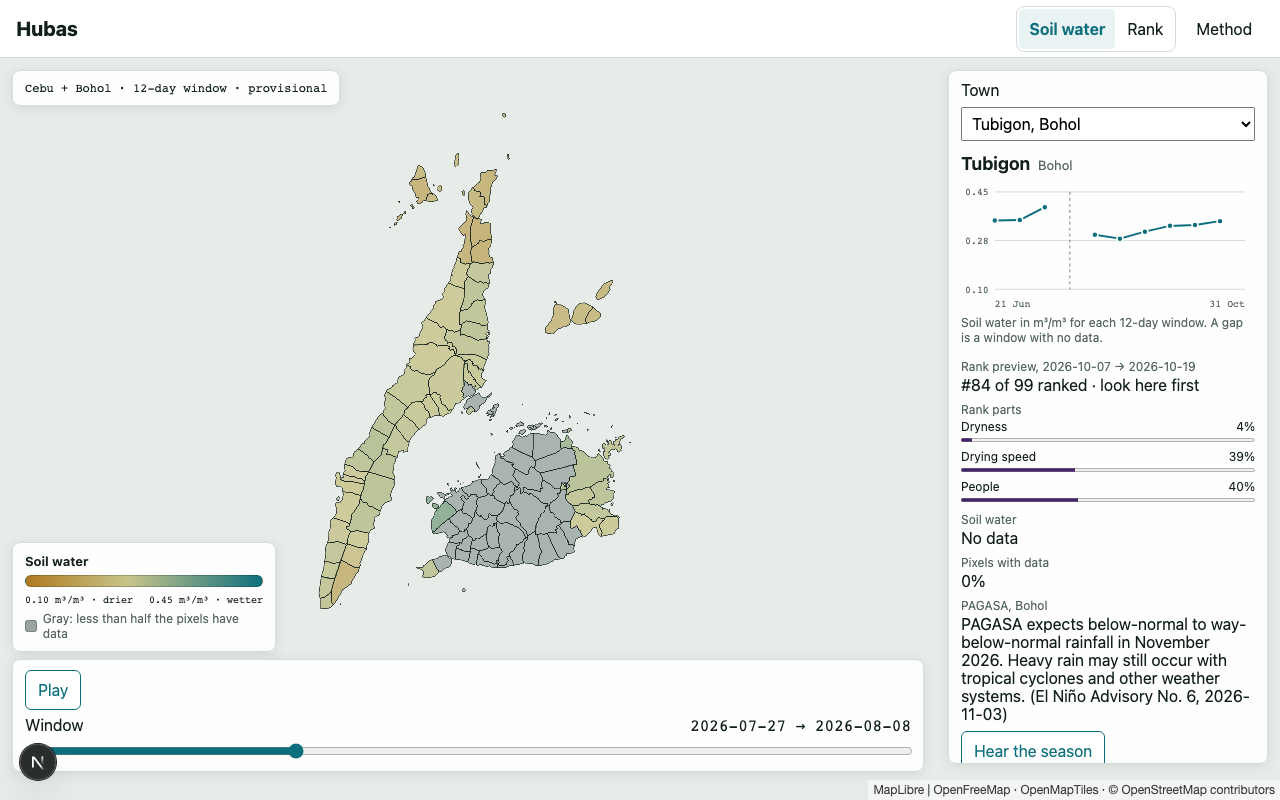 Hubas
Soil water
Rank
Method
Cebu + Bohol · 12-day window · provisional
Town
Tubigon, Bohol
Tubigon Bohol
0.45
0.28
0.10
21 Jun
31 Oct
Soil water in m³/m³ for each 12-day window. A gap
is a window with no data.
Rank preview, 2026-10-07 → 2026-10-19
#84 of 99 ranked · look here first
Rank parts
Dryness 4%
Drying speed 39%
People 40%
Soil water
No data
Pixels with data
0%
PAGASA, Bohol
PAGASA expects below-normal to way-
below-normal rainfall in November
2026. Heavy rain may still occur with
tropical cyclones and other weather
systems. (El Niño Advisory No. 6, 2026-
11-03)
Hear the season
Soil water
0.10 m³/m³ · drier 0.45 m³/m³ · wetter
Gray: less than half the pixels have
data
Play
Window 2026-07-27 → 2026-08-08
N
MapLibre | OpenFreeMap · OpenMapTiles · © OpenStreetMap contributors